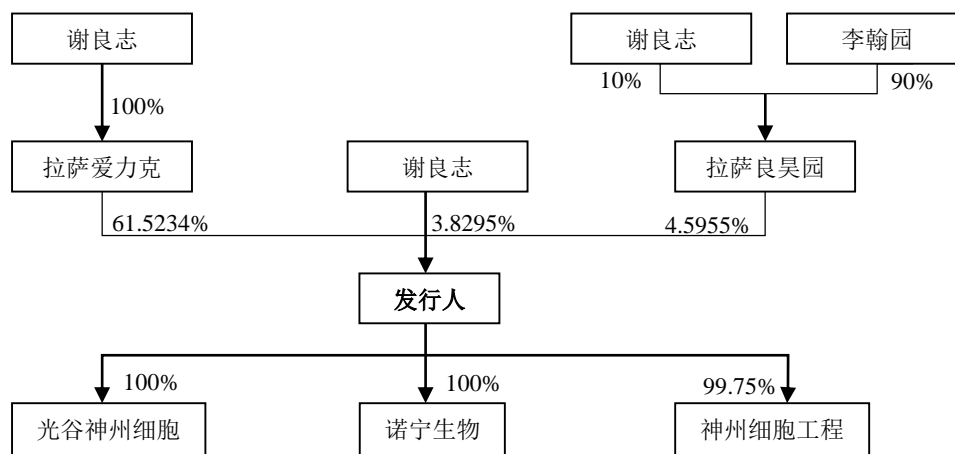 谢良志
谢良志
李翰园
10%
90%
100%
拉萨爱力克
谢良志
拉萨良昊园
61.5234%
3.8295%
4.5955%
发行人
100%
100%
99.75%
光谷神州细胞
诺宁生物
神州细胞工程